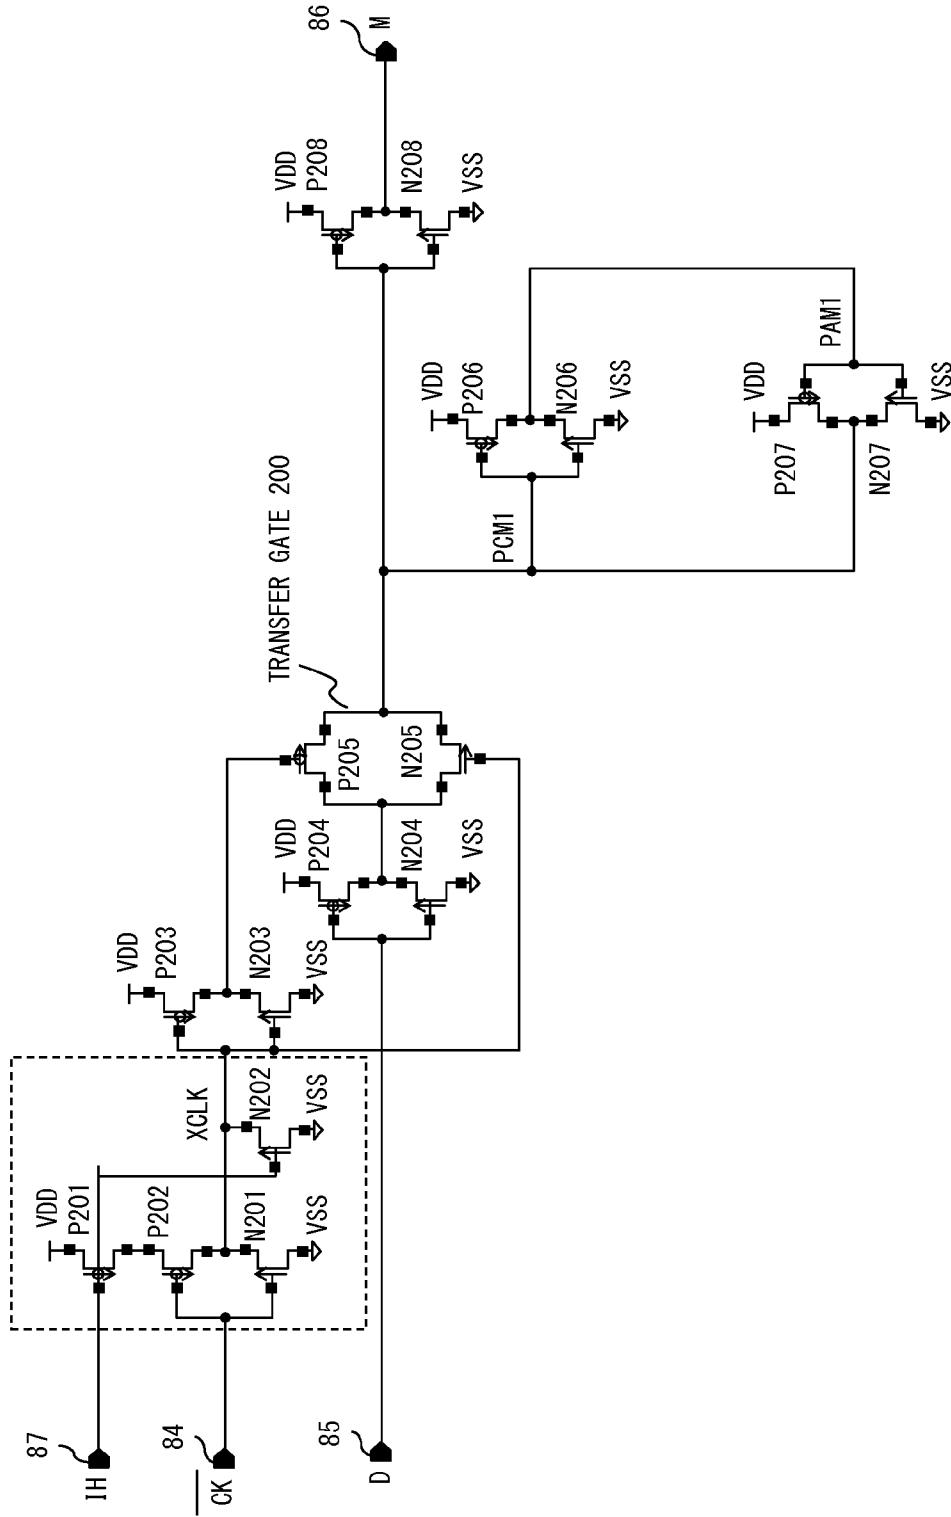 86
M
VDD
P208
N208
VSS
VDD
P206
N206
VSS
PCM1
PAM1
VDD
P207
N207
VSS
TRANSFER GATE 200
P205
N205
VDD
P204
N204
VSS
VDD
P203
N203
VSS
XCLK
N202
VSS
VDD
P201
P202
N201
VSS
87
IH
84
CK
85
D